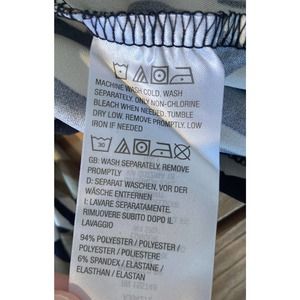 MACHINE WASH COLD, WASH
SEPARATELY. ONLY NON-CHLORINE
BLEACH WHEN NEEDED. TUMBLE
DRY LOW. REMOVE PROMPTLY. LOW
IRON IF NEEDED
30
GB: WASH SEPARATELY. REMOVE
PROMPTLY
D: SEPARAT WASCHEN, VOR DER
WÄSCHE ENTFERNEN
I: LAVARE SEPARATAMENTE.
RIMUOVERE SUBITO DOPO IL
LAVAGGIO
94% POLYESTER / POLYESTER /
POLYESTER / POLIESTERE
6% SPANDEX / ELASTANE /
ELASTHAN / ELASTAN